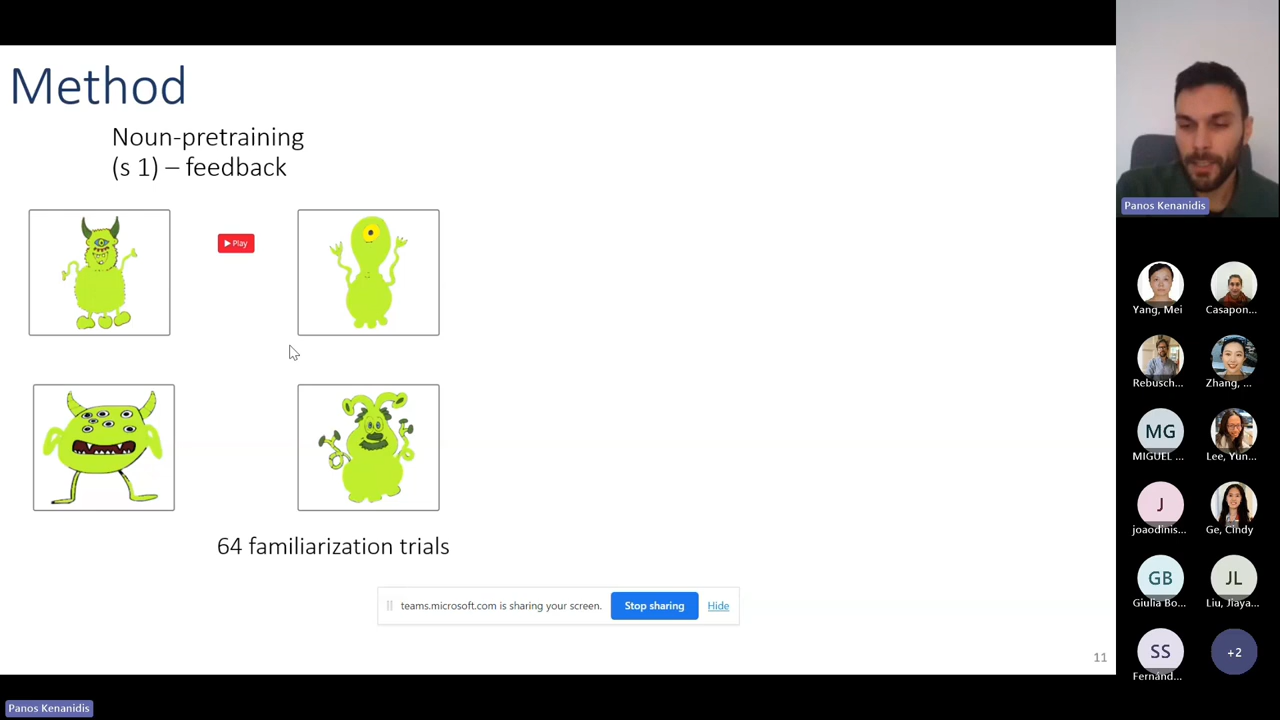 Method
Noun-pretraining
(s 1) – feedback
Play
64 familiarization trials
teams.microsoft.com is sharing your screen.
Stop sharing
Hide
11
Panos Kenanidis
Panos Kenanidis
Yang, Mei
Casapon...
Rebusch...
Zhang, ...
MG
MIGUEL ...
Lee, Yun...
J
joaodinis...
Ge, Cindy
GB
Giulia Bo...
JL
Liu, Jiaya...
SS
Fernánd...
+2